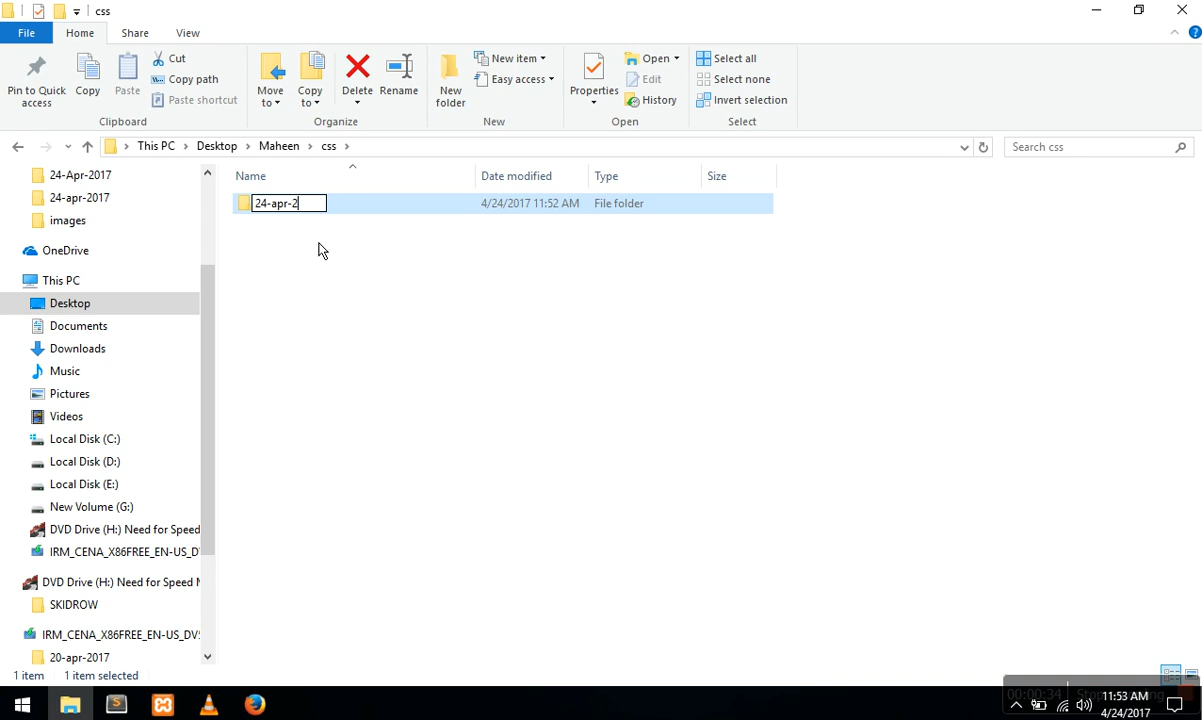 css
File
Home
Share
View
Pin to Quick access
Copy
Paste
Cut
Copy path
Paste shortcut
Clipboard
Move to
Copy to
Delete
Rename
Organize
New folder
New item
Easy access
New
Properties
Open
Edit
History
Open
Select all
Select none
Invert selection
Select
This PC > Desktop > Maheen > css >
Search css
24-Apr-2017
24-apr-2017
images
OneDrive
This PC
Desktop
Documents
Downloads
Music
Pictures
Videos
Local Disk (C:)
Local Disk (D:)
Local Disk (E:)
New Volume (G:)
DVD Drive (H:) Need for Speed
IRM_CENA_X86FREE_EN-US_D
DVD Drive (H:) Need for Speed
SKIDROW
IRM_CENA_X86FREE_EN-US_DV
20-apr-2017
Name
Date modified
Type
Size
24-apr-2
4/24/2017 11:52 AM
File folder
1 item
1 item selected
00:00:34
11:53 AM
4/24/2017